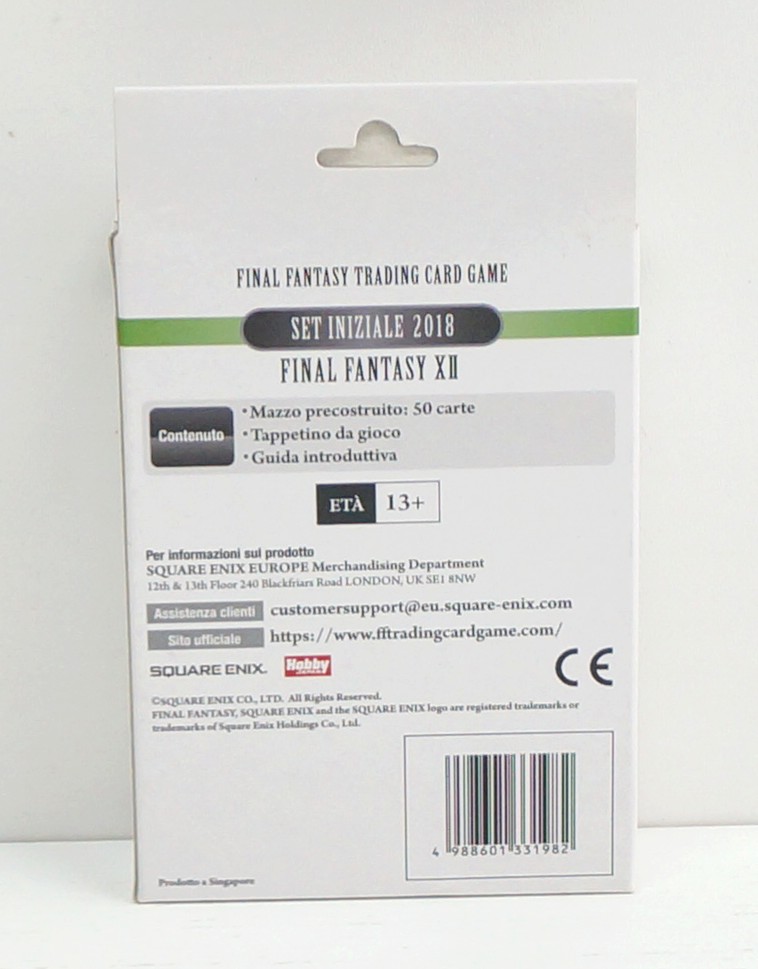 FINAL FANTASY TRADING CARD GAME
SET INIZIALE 2018
FINAL FANTASY XII
Contenuto
・Mazzo precostruito: 50 carte
・Tappetino da gioco
・Guida introduttiva
ETÀ 13+
Per informazioni sul prodotto
SQUARE ENIX EUROPE Merchandising Department
12th & 13th Floor 240 Blackfriars Road LONDON, UK SE1 8NW
Assistenza clienti customersupport@eu.square-enix.com
Sito ufficiale https://www.fftradingcardgame.com/
SQUARE ENIX. Hobby JAPAN CE
©SQUARE ENIX CO., LTD. All Rights Reserved.
FINAL FANTASY, SQUARE ENIX and the SQUARE ENIX logo are registered trademarks or
trademarks of Square Enix Holdings Co., Ltd.
4 988601 331982
Prodotto a Singapore